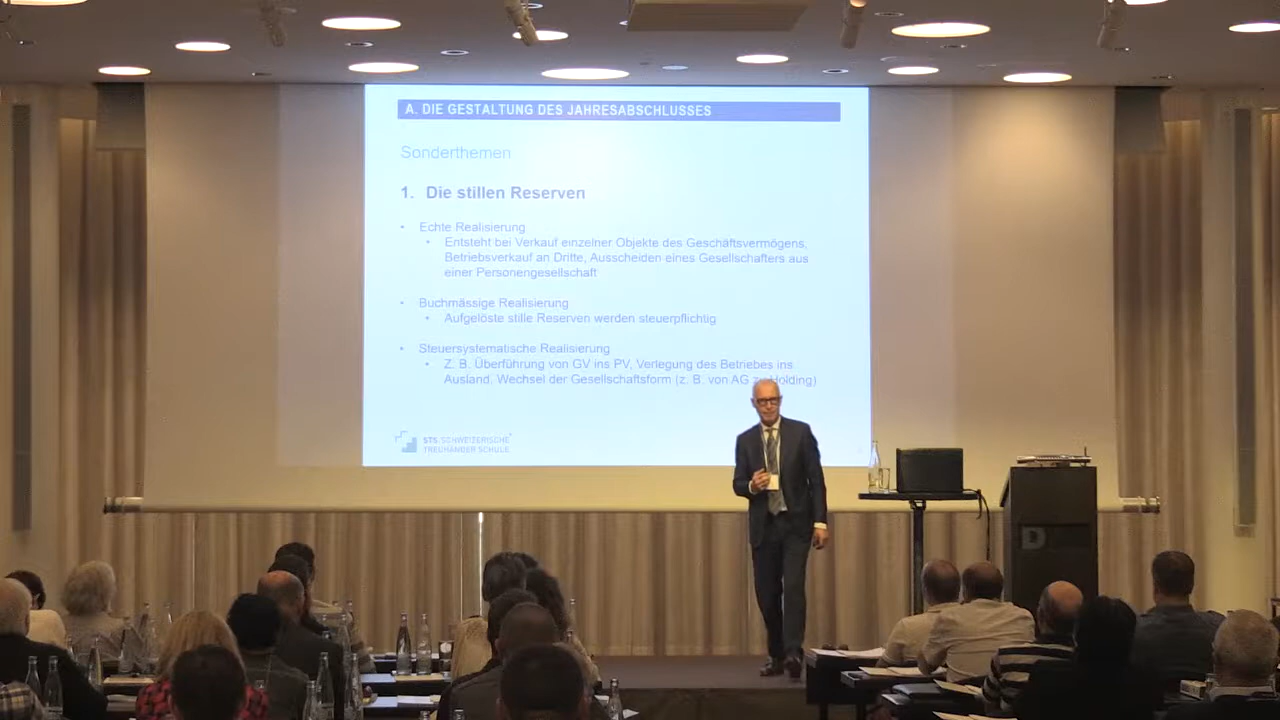 A. DIE GESTALTUNG DES JAHRESABSCHLUSSES
Sonderthemen
1. Die stillen Reserven
• Echte Realisierung
• Entsteht bei Verkauf einzelner Objekte des Geschäftsvermögens,
Betriebsverkauf an Dritte, Ausscheiden eines Gesellschafters aus
einer Personengesellschaft
• Buchmässige Realisierung
• Aufgelöste stille Reserven werden steuerpflichtig
• Steuersystematische Realisierung
• Z. B. Überführung von GV ins PV, Verlegung des Betriebes ins
Ausland, Wechsel der Gesellschaftsform (z. B. von AG zu Holding)
STS SCHWEIZERISCHE
TREUHÄNDER SCHULE
D